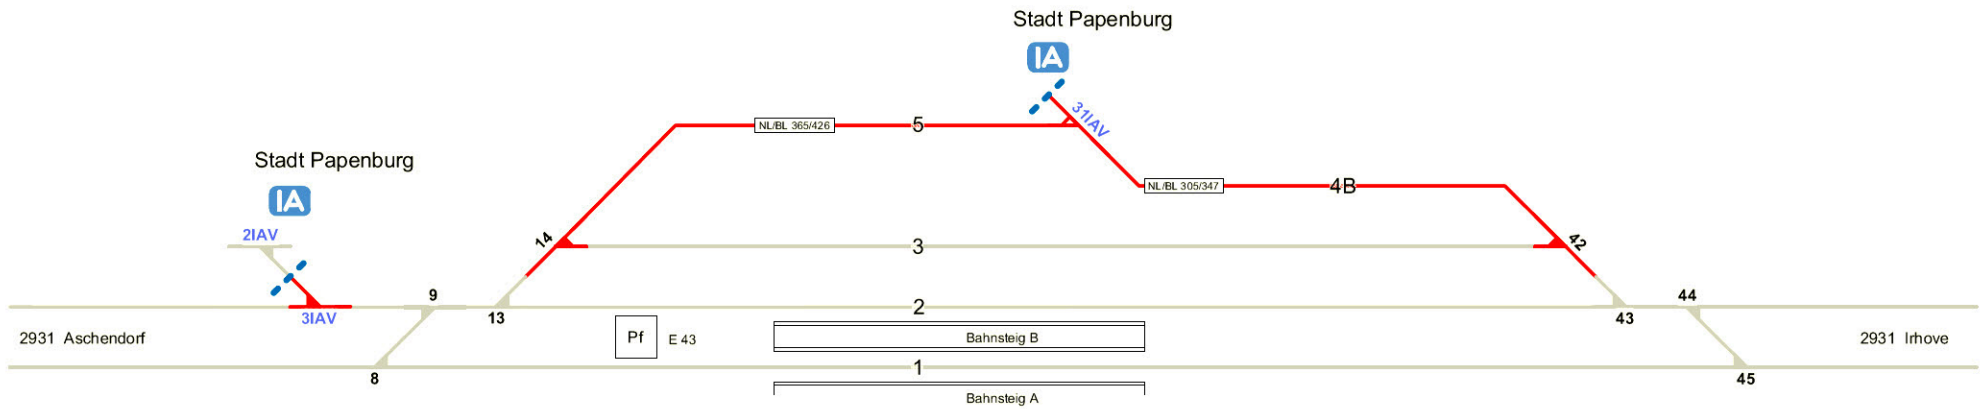 Stadt Papenburg
IA
31IAV
NL/BL 365/426
5
Stadt Papenburg
IA
NL/BL 305/347
4B
2IAV
14
3
42
9
44
3IAV
13
2
43
2931 Aschendorf
Pf
E 43
Bahnsteig B
2931 Irhove
1
8
45
Bahnsteig A